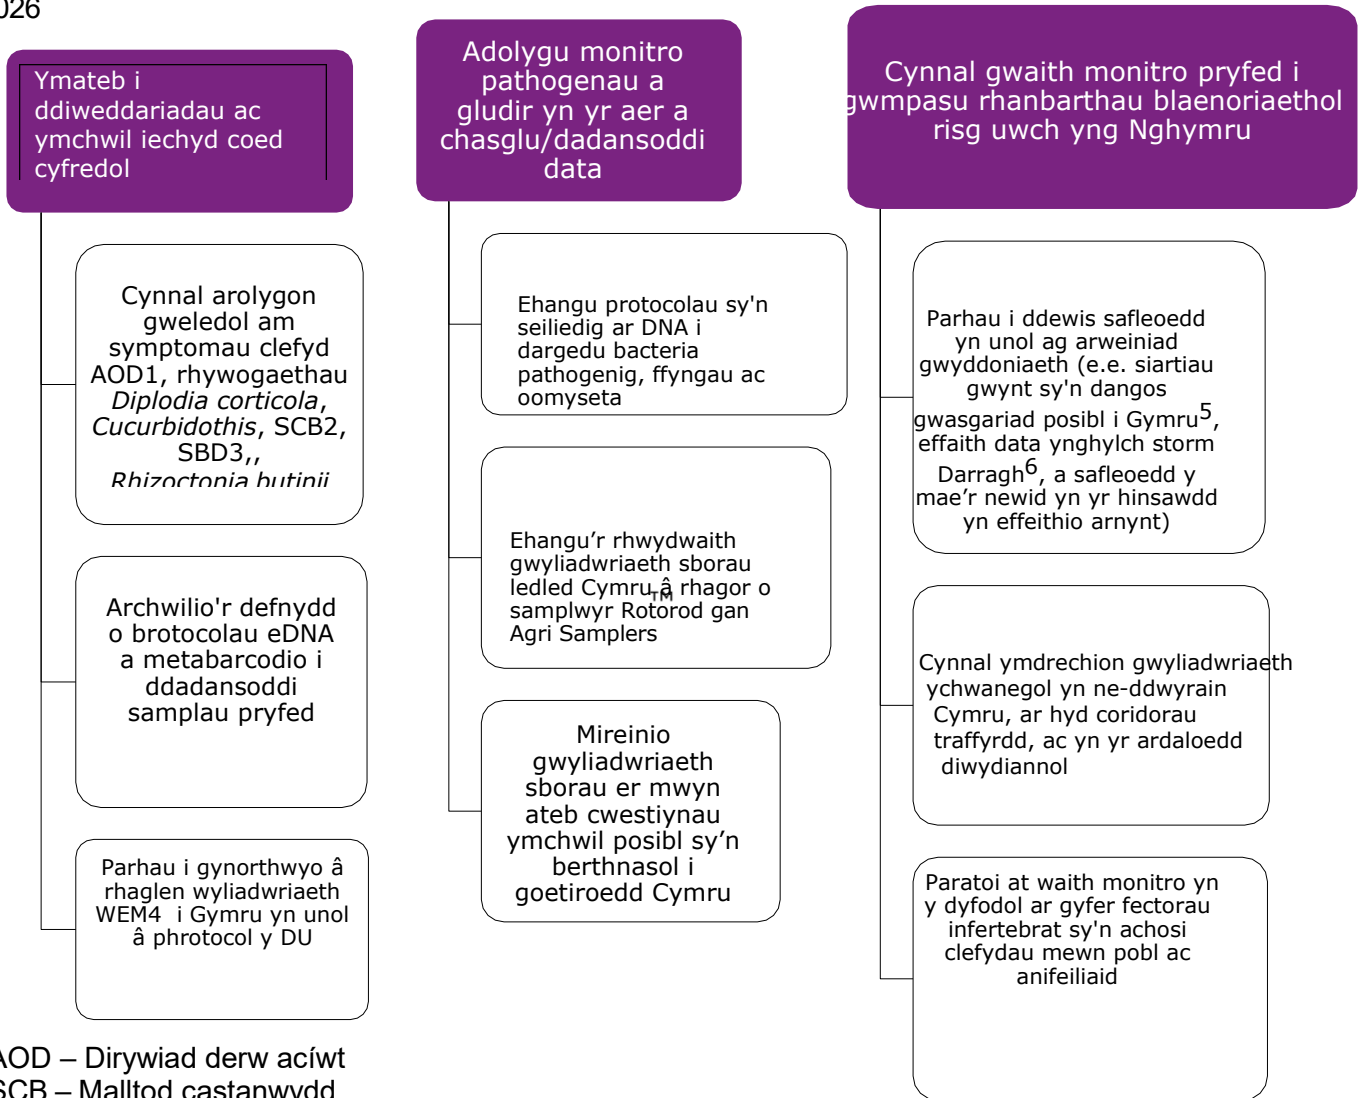 026
Ymateb i
ddiweddariadau ac
ymchwil iechyd coed
cyfredol
Cynnal arolygon
gweledol am
symptomau clefyd
AOD1, rhywogaethau
Diplodia corticola,
Cucurbidothis, SCB2,
SBD3,,
Rhizoctonia butinii
Archwilio'r defnydd
o brotocolau eDNA
a metabarcodio i
ddadansoddi
samplau pryfed
Parhau i gynorthwyo â
rhaglen wyliadwriaeth
WEM4 i Gymru yn unol
â phrotocol y DU
Adolygu monitro
pathogenau a
gludir yn yr aer a
chasglu/dadansoddi
data
Ehangu protocolau sy'n
seiliedig ar DNA i
dargedu bacteria
pathogenig, ffyngau ac
oomyseta
Ehangu’r rhwydwaith
gwyliadwriaeth sborau
ledled Cymru â rhagor o
samplwyr Rotorod™ gan
Agri Samplers
Mireinio
gwyliadwriaeth
sborau er mwyn
ateb cwestiynau
ymchwil posibl sy’n
berthnasol i
goetiroedd Cymru
Cynnal gwaith monitro pryfed i
gwmpasu rhanbarthau blaenoriaethol
risg uwch yng Nghymru
Parhau i ddewis safleoedd
yn unol ag arweiniad
gwyddoniaeth (e.e. siartiau
gwynt sy'n dangos
gwasgariad posibl i Gymru5,
effaith data ynghylch storm
Darragh6, a safleoedd y
mae’r newid yn yr hinsawdd
yn effeithio arnynt)
Cynnal ymdrechion gwyliadwriaeth
ychwanegol yn ne-ddwyrain
Cymru, ar hyd coridorau
traffyrdd, ac yn yr ardaloedd
diwydiannol
Paratoi at waith monitro yn
y dyfodol ar gyfer fectorau
infertebrat sy'n achosi
clefydau mewn pobl ac
anifeiliaid
AOD – Dirywiad derw acíwt
SCB – Malltod castanwydd